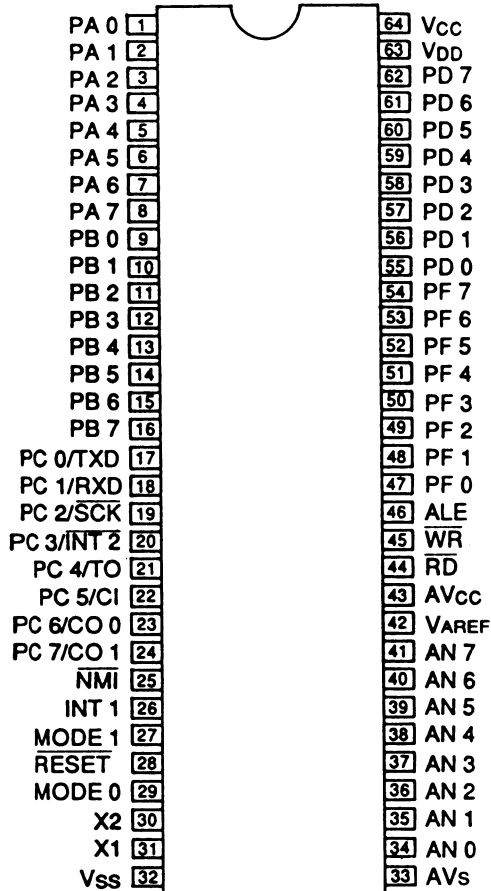 PA 0 1 64 VCC
PA 1 2 63 VDD
PA 2 3 62 PD 7
PA 3 4 61 PD 6
PA 4 5 60 PD 5
PA 5 6 59 PD 4
PA 6 7 58 PD 3
PA 7 8 57 PD 2
PB 0 9 56 PD 1
PB 1 10 55 PD 0
PB 2 11 54 PF 7
PB 3 12 53 PF 6
PB 4 13 52 PF 5
PB 5 14 51 PF 4
PB 6 15 50 PF 3
PB 7 16 49 PF 2
PC 0/TXD 17 48 PF 1
PC 1/RXD 18 47 PF 0
PC 2/S̅C̅K̅ 19 46 ALE
PC 3/I̅N̅T̅ 2̅ 20 45 W̅R̅
PC 4/TO 21 44 R̅D̅
PC 5/CI 22 43 AVCC
PC 6/CO 0 23 42 VAREF
PC 7/CO 1 24 41 AN 7
N̅M̅I̅ 25 40 AN 6
INT 1 26 39 AN 5
MODE 1 27 38 AN 4
R̅E̅S̅E̅T̅ 28 37 AN 3
MODE 0 29 36 AN 2
X2 30 35 AN 1
X1 31 34 AN 0
VSS 32 33 AVS